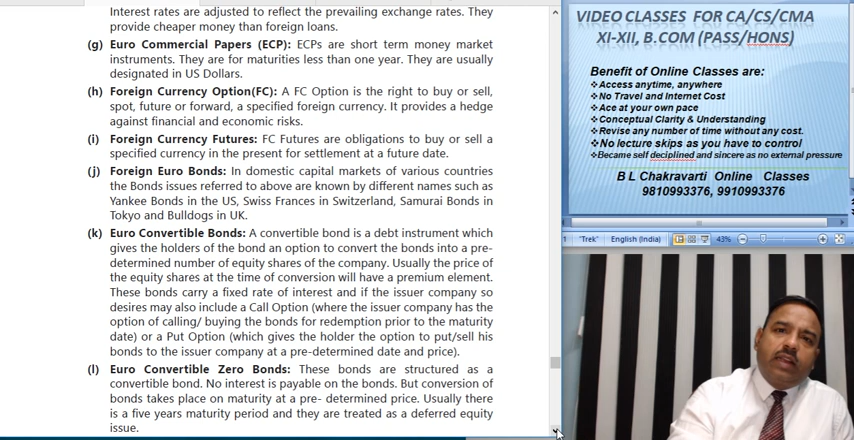 Interest rates are adjusted to reflect the prevailing exchange rates. They
provide cheaper money than foreign loans.
(g) Euro Commercial Papers (ECP): ECPs are short term money market
instruments. They are for maturities less than one year. They are usually
designated in US Dollars.
(h) Foreign Currency Option(FC): A FC Option is the right to buy or sell,
spot, future or forward, a specified foreign currency. It provides a hedge
against financial and economic risks.
(i) Foreign Currency Futures: FC Futures are obligations to buy or sell a
specified currency in the present for settlement at a future date.
(j) Foreign Euro Bonds: In domestic capital markets of various countries
the Bonds issues referred to above are known by different names such as
Yankee Bonds in the US, Swiss Frances in Switzerland, Samurai Bonds in
Tokyo and Bulldogs in UK.
(k) Euro Convertible Bonds: A convertible bond is a debt instrument which
gives the holders of the bond an option to convert the bonds into a pre-
determined number of equity shares of the company. Usually the price of
the equity shares at the time of conversion will have a premium element.
These bonds carry a fixed rate of interest and if the issuer company so
desires may also include a Call Option (where the issuer company has the
option of calling/ buying the bonds for redemption prior to the maturity
date) or a Put Option (which gives the holder the option to put/sell his
bonds to the issuer company at a pre-determined date and price).
(l) Euro Convertible Zero Bonds: These bonds are structured as a
convertible bond. No interest is payable on the bonds. But conversion of
bonds takes place on maturity at a pre- determined price. Usually there
is a five years maturity period and they are treated as a deferred equity
issue.
VIDEO CLASSES FOR CA/CS/CMA
XI-XII, B.COM (PASS/HONS)
Benefit of Online Classes are:
❖Access anytime, anywhere
❖No Travel and Internet Cost
❖Ace at your own pace
❖Conceptual Clarity & Understanding
❖Revise any number of time without any cost.
❖No lecture skips as you have to control
❖Became self deciplined and sincere as no external pressure
B L Chakravarti Online Classes
9810993376, 9910993376
1 "Trek" English (India) 43%